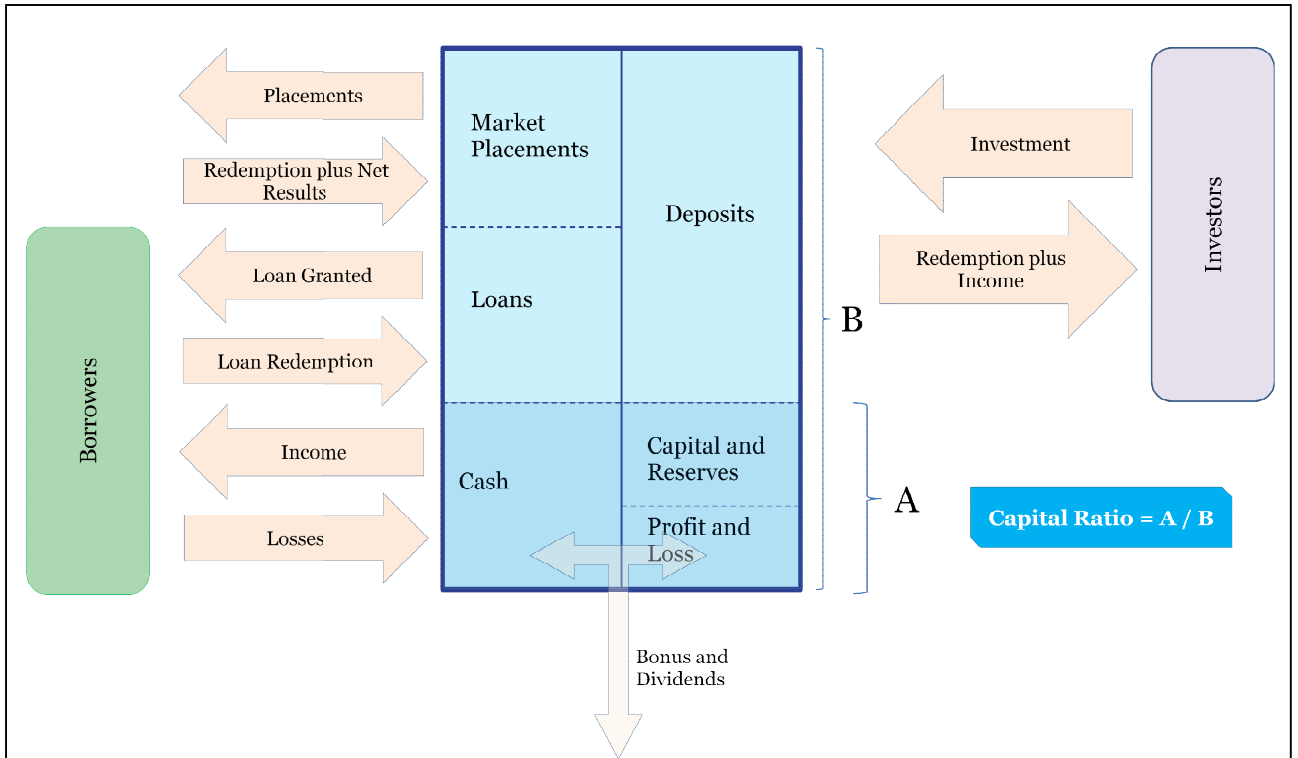 Placements
Redemption plus Net
Results
Loan Granted
Loan Redemption
Income
Losses
Borrowers
Market
Placements
Loans
Cash
Deposits
Capital and
Reserves
Profit and
Loss
Bonus and
Dividends
B
A
Investment
Redemption plus
Income
Investors
Capital Ratio = A / B